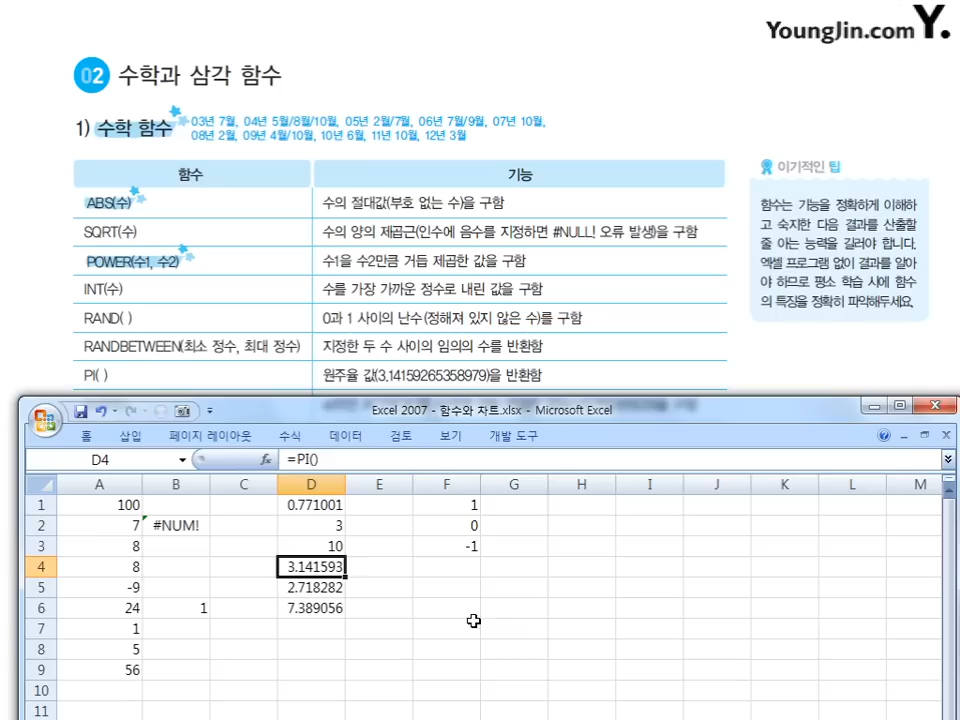 YoungJin.com Y.
02 수학과 삼각 함수
1) 수학 함수 03년 7월, 04년 5월/8월/10월, 05년 2월/7월, 06년 7월/9월, 07년 10월,
08년 2월, 09년 4월/10월, 10년 6월, 11년 10월, 12년 3월
함수 기능
ABS(수) 수의 절대값(부호 없는 수)을 구함
SQRT(수) 수의 양의 제곱근(인수에 음수를 지정하면 #NULL! 오류 발생)을 구함
POWER(수1, 수2) 수1을 수2만큼 거듭 제곱한 값을 구함
INT(수) 수를 가장 가까운 정수로 내린 값을 구함
RAND( ) 0과 1 사이의 난수(정해져 있지 않은 수)를 구함
RANDBETWEEN(최소 정수, 최대 정수) 지정한 두 수 사이의 임의의 수를 반환함
PI( ) 원주율 값(3.14159265358979)을 반환함
이기적인 팁
함수는 기능을 정확하게 이해하
고 숙지한 다음 결과를 산출할
줄 아는 능력을 길러야 합니다.
엑셀 프로그램 없이 결과를 알아
야 하므로 평소 학습 시에 함수
의 특징을 정확히 파악해두세요.
Excel 2007 - 함수와 차트.xlsx - Microsoft Excel
홈 삽입 페이지 레이아웃 수식 데이터 검토 보기 개발 도구
D4 fx =PI()
A B C D E F G H I J K L M
1 100 0.771001 1
2 7 #NUM! 3 0
3 8 10 -1
4 8 3.141593
5 -9 2.718282
6 24 1 7.389056
7 1
8 5
9 56
10
11